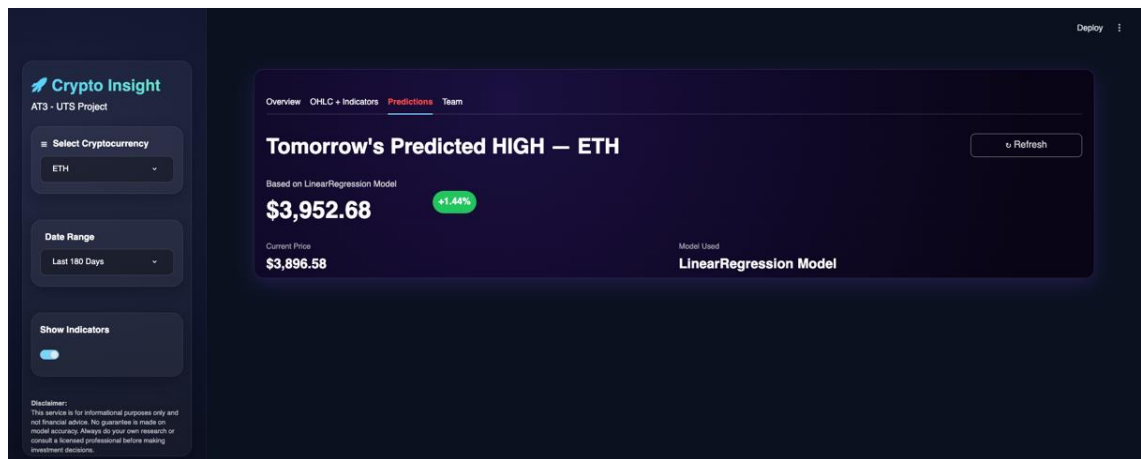 Deploy
Crypto Insight
AT3 - UTS Project
Select Cryptocurrency
ETH
Date Range
Last 180 Days
Show Indicators
Disclaimer:
This service is for informational purposes only and
not financial advice. No guarantee is made on
model accuracy. Always do your own research or
consult a licensed professional before making
investment decisions.
Overview OHLC + Indicators Predictions Team
Tomorrow's Predicted HIGH — ETH
Refresh
Based on LinearRegression Model
$3,952.68 +1.44%
Current Price
$3,896.58
Model Used
LinearRegression Model